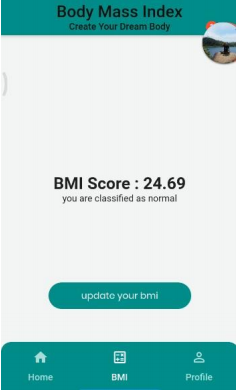 Body Mass Index
Create Your Dream Body
BMI Score : 24.69
you are classified as normal
update your bmi
Home
BMI
Profile